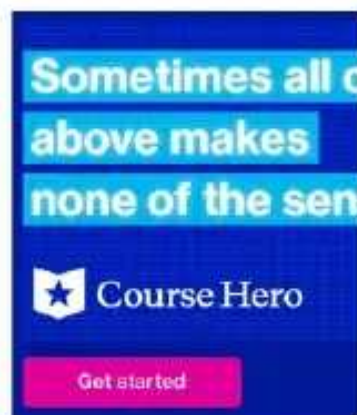 Sometimes all
above makes
none of the sen
Course Hero
Get started